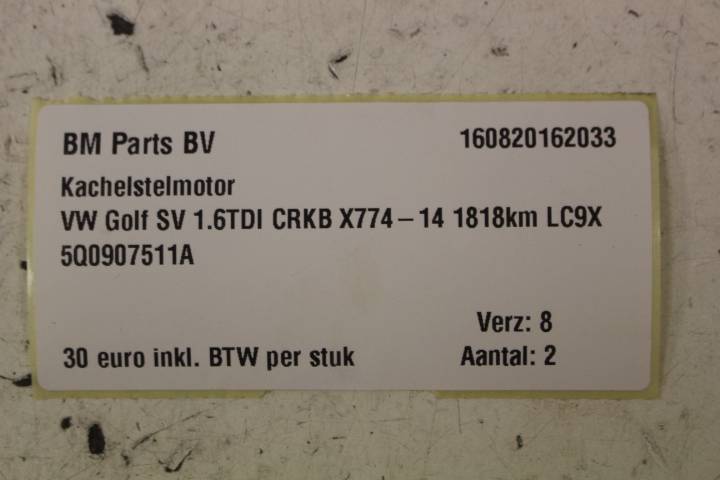 BM Parts BV 160820162033
Kachelstelmotor
VW Golf SV 1.6TDI CRKB X774-14 1818km LC9X
5Q0907511A
Verz: 8
30 euro inkl. BTW per stuk Aantal: 2